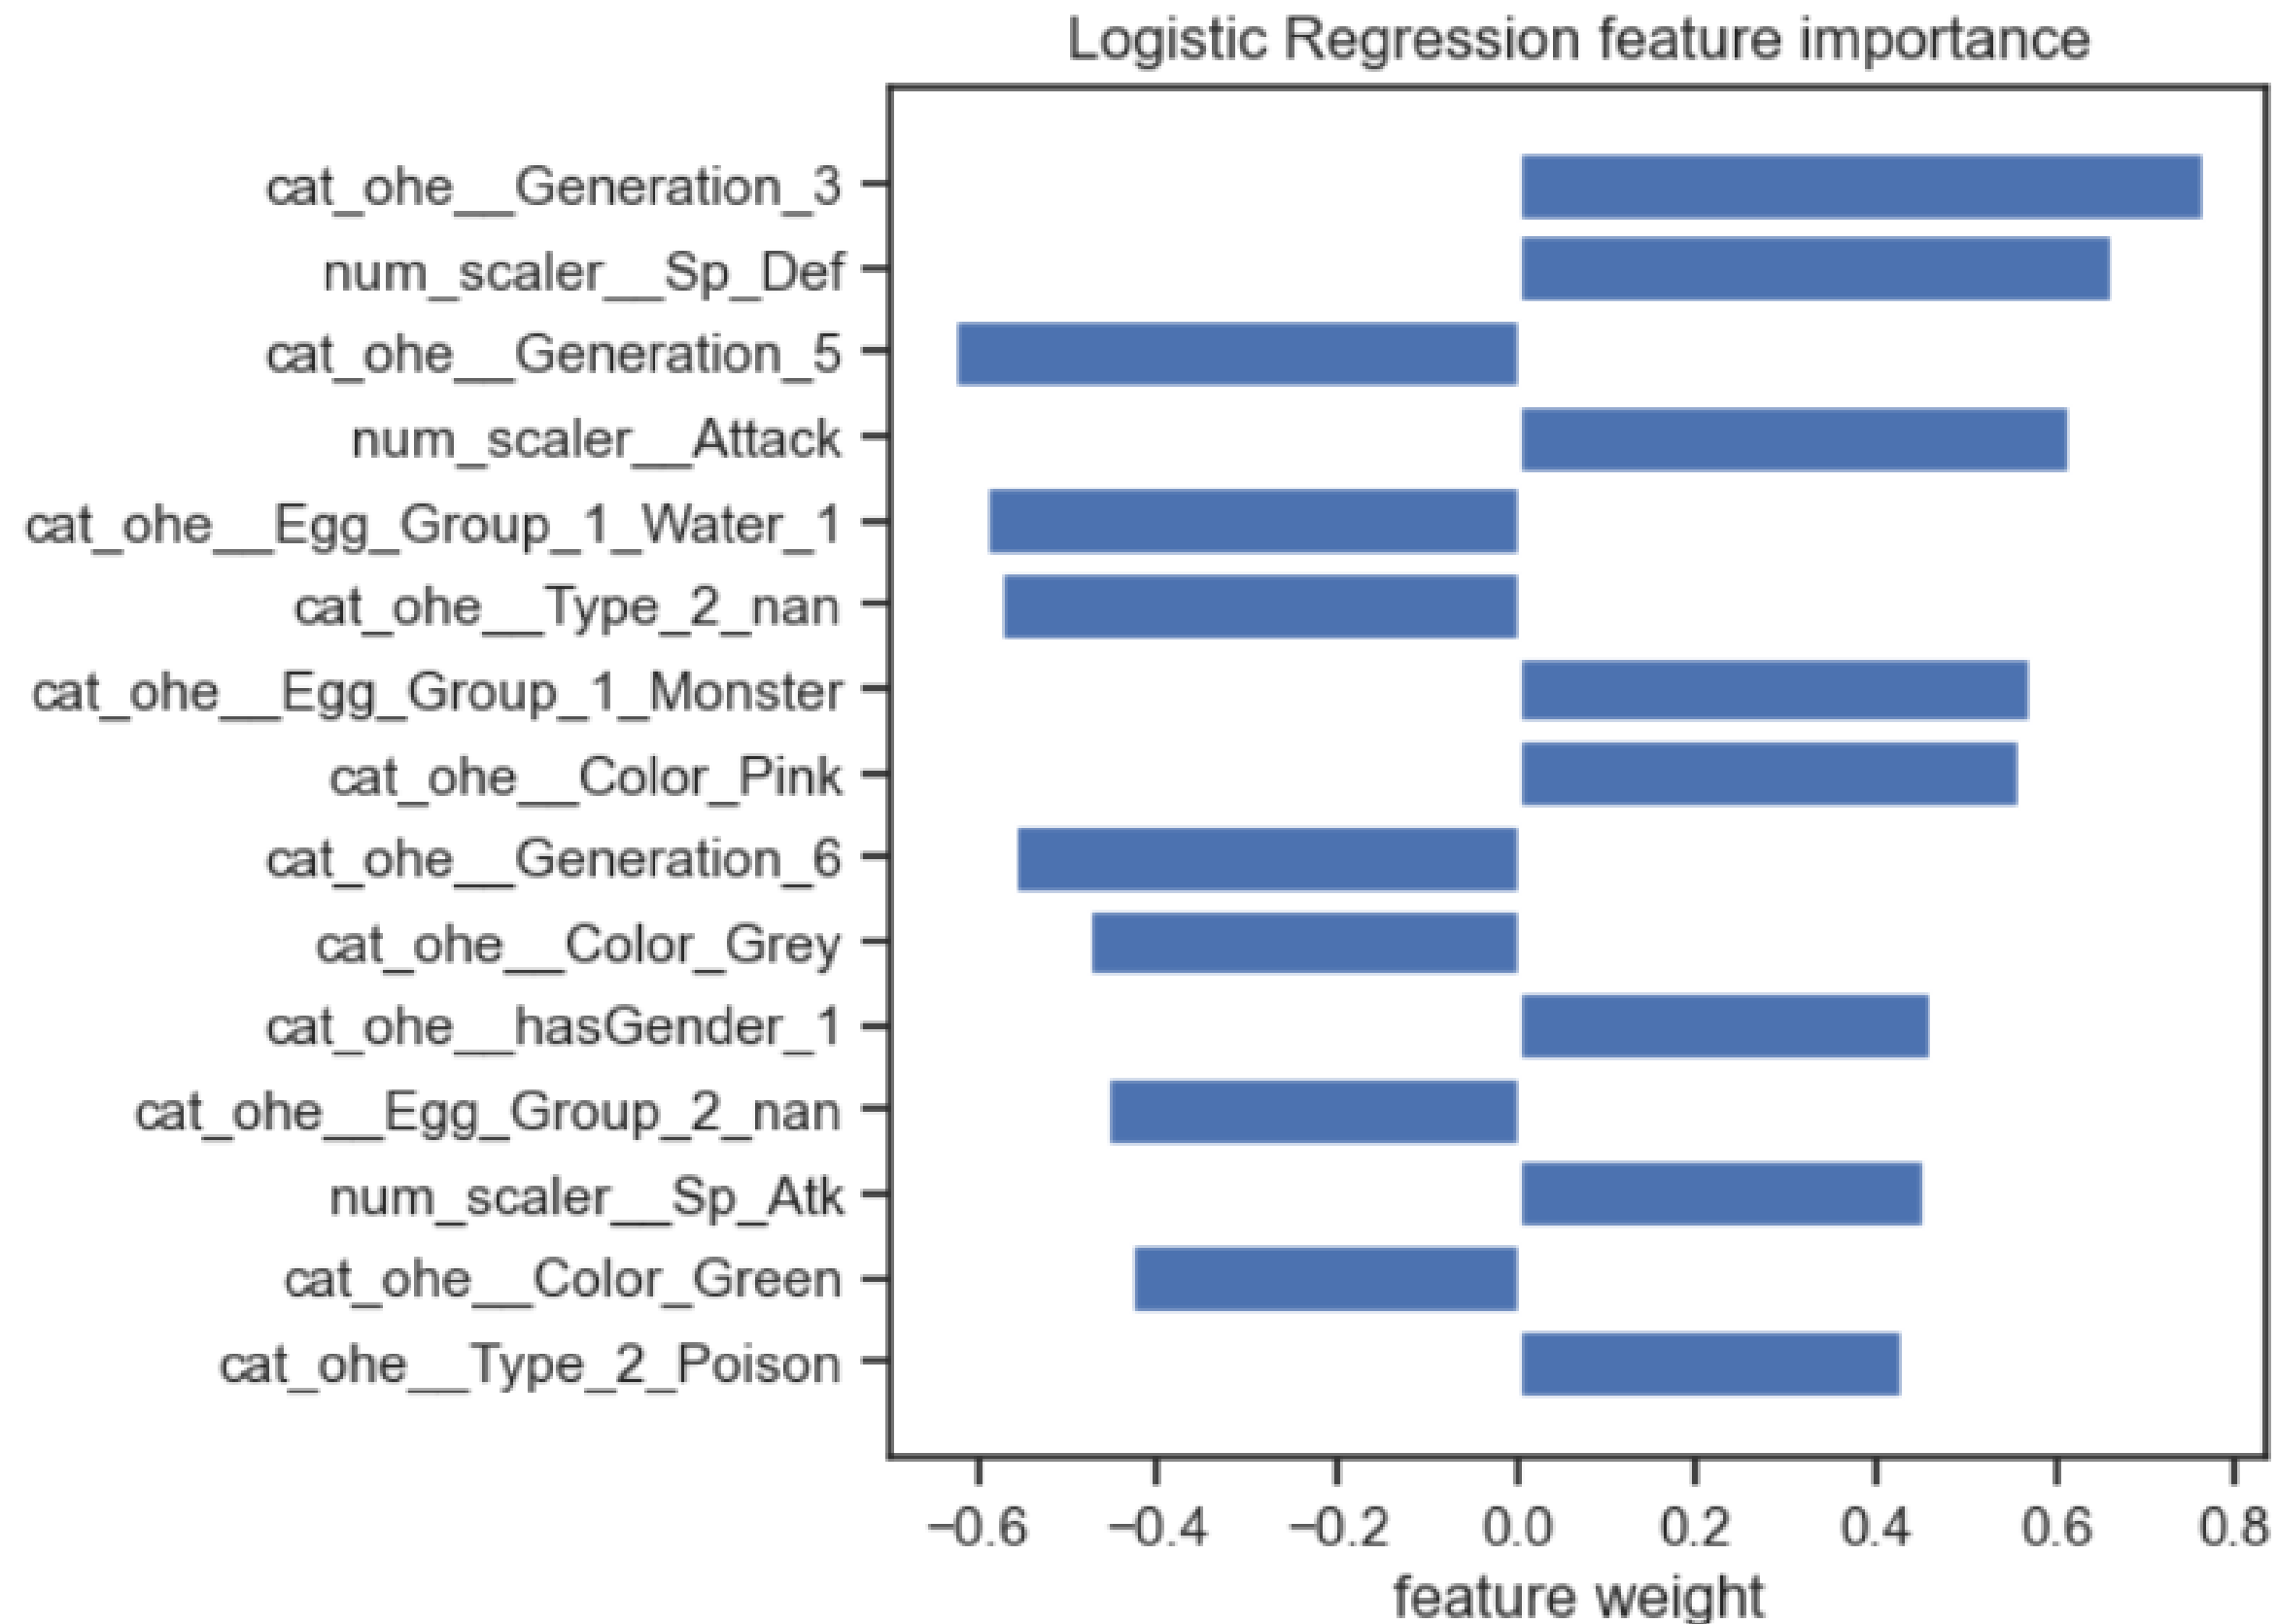 Logistic Regression feature importance
cat_ohe__Generation_3
num_scaler__Sp_Def
cat_ohe__Generation_5
num_scaler__Attack
cat_ohe__Egg_Group_1_Water_1
cat_ohe__Type_2_nan
cat_ohe__Egg_Group_1_Monster
cat_ohe__Color_Pink
cat_ohe__Generation_6
cat_ohe__Color_Grey
cat_ohe__hasGender_1
cat_ohe__Egg_Group_2_nan
num_scaler__Sp_Atk
cat_ohe__Color_Green
cat_ohe__Type_2_Poison
−0.6 −0.4 −0.2 0.0 0.2 0.4 0.6 0.8
feature weight